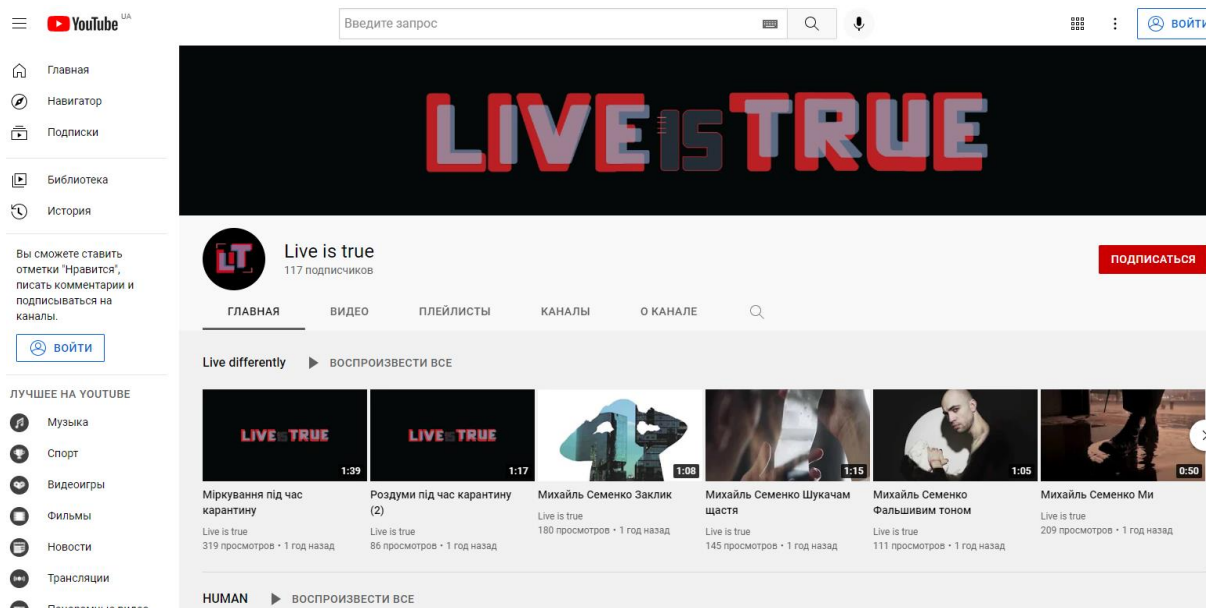 YouTube UA
Введите запрос
ВОЙТИ
Главная
Навигатор
Подписки
Библиотека
История
Вы сможете ставить
отметки "Нравится",
писать комментарии и
подписываться на
каналы.
ВОЙТИ
ЛУЧШЕЕ НА YOUTUBE
Музыка
Спорт
Видеоигры
Фильмы
Новости
Трансляции
LIVE IS TRUE
LiT
Live is true
117 подписчиков
ПОДПИСАТЬСЯ
ГЛАВНАЯ ВИДЕО ПЛЕЙЛИСТЫ КАНАЛЫ О КАНАЛЕ
Live differently ВОСПРОИЗВЕСТИ ВСЕ
LIVE IS TRUE
1:39
Міркування під час
карантину
Live is true
319 просмотров • 1 год назад
LIVE IS TRUE
1:17
Роздуми під час карантину
(2)
Live is true
86 просмотров • 1 год назад
1:08
Михайль Семенко Заклик
Live is true
180 просмотров • 1 год назад
1:15
Михайль Семенко Шукачам
щастя
Live is true
145 просмотров • 1 год назад
1:05
Михайль Семенко
Фальшивим тоном
Live is true
111 просмотров • 1 год назад
0:50
Михайль Семенко Ми
Live is true
209 просмотров • 1 год назад
HUMAN ВОСПРОИЗВЕСТИ ВСЕ